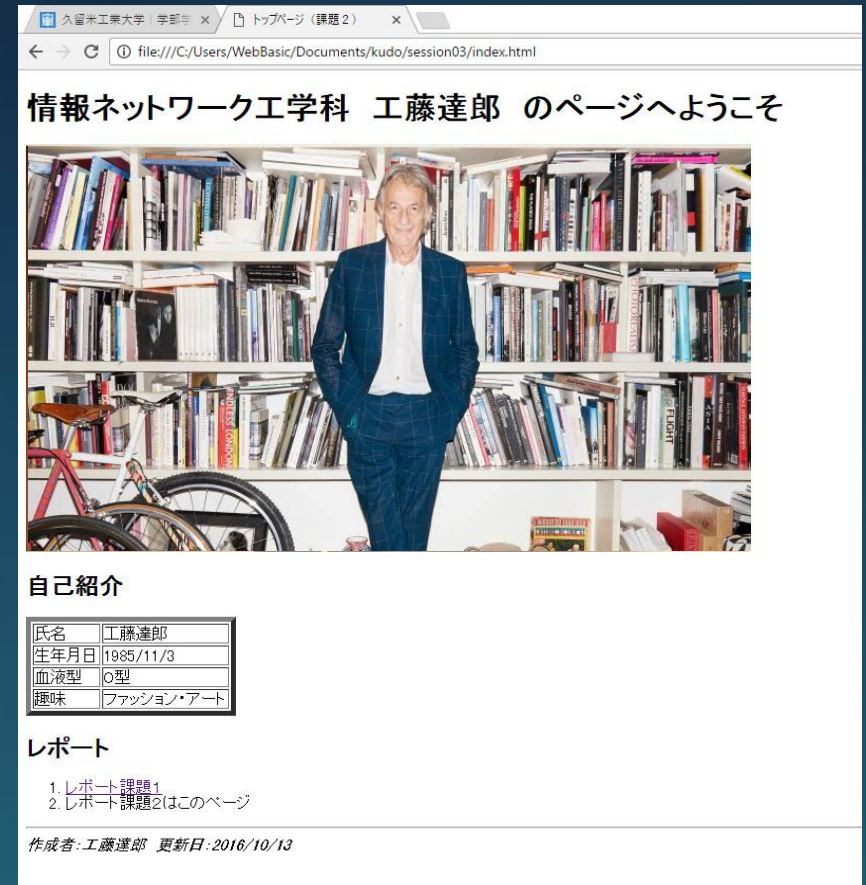 久留米工業大学｜学部学
トップページ（課題２）
file:///C:/Users/WebBasic/Documents/kudo/session03/index.html
情報ネットワーク工学科　工藤達郎　のページへようこそ
ENDLESS LONDON
FLIGHT
ASIA
自己紹介
氏名 工藤達郎
生年月日 1985/11/3
血液型 O型
趣味 ファッション・アート
レポート
1. レポート課題1
2. レポート課題2はこのページ
作成者：工藤達郎　更新日：2016/10/13